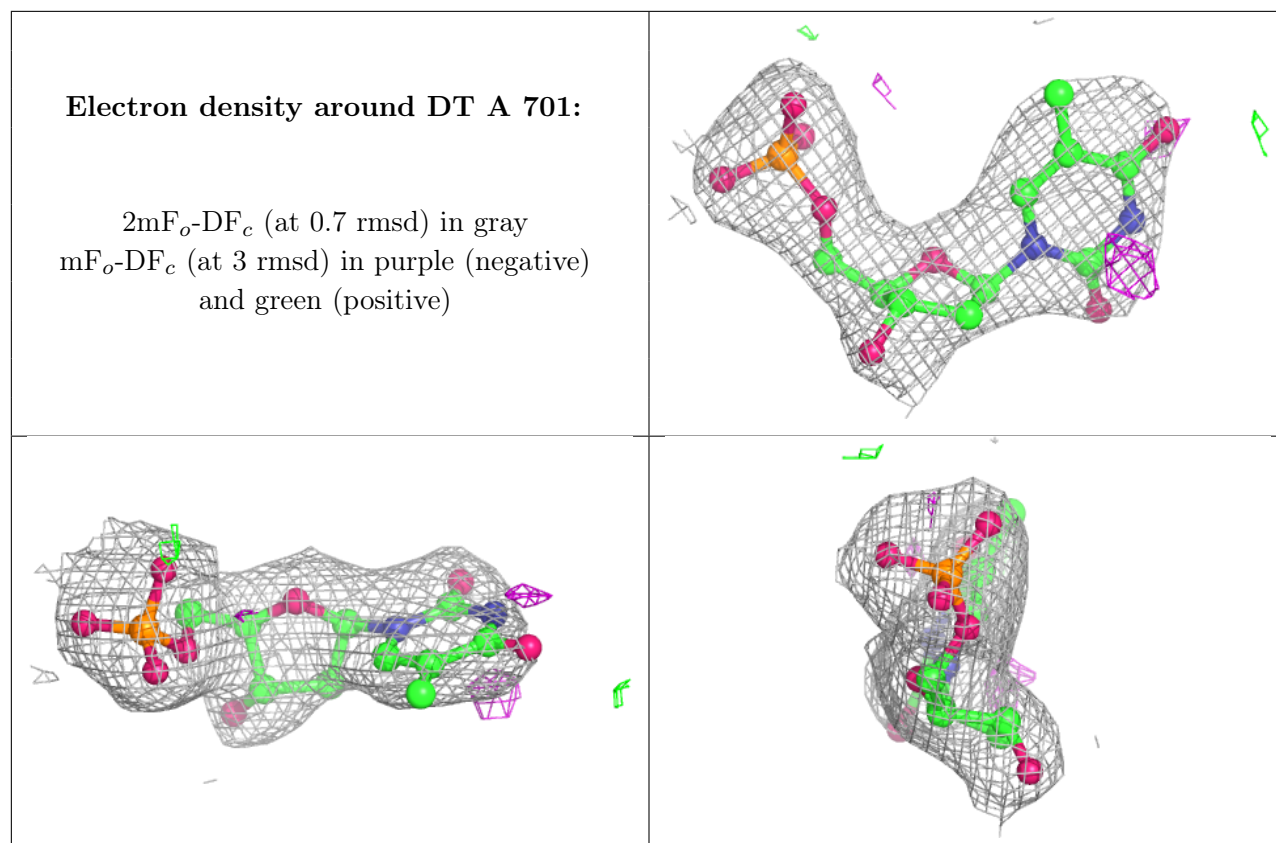 Electron density around DT A 701:
2mFo-DFc (at 0.7 rmsd) in gray
mFo-DFc (at 3 rmsd) in purple (negative)
and green (positive)